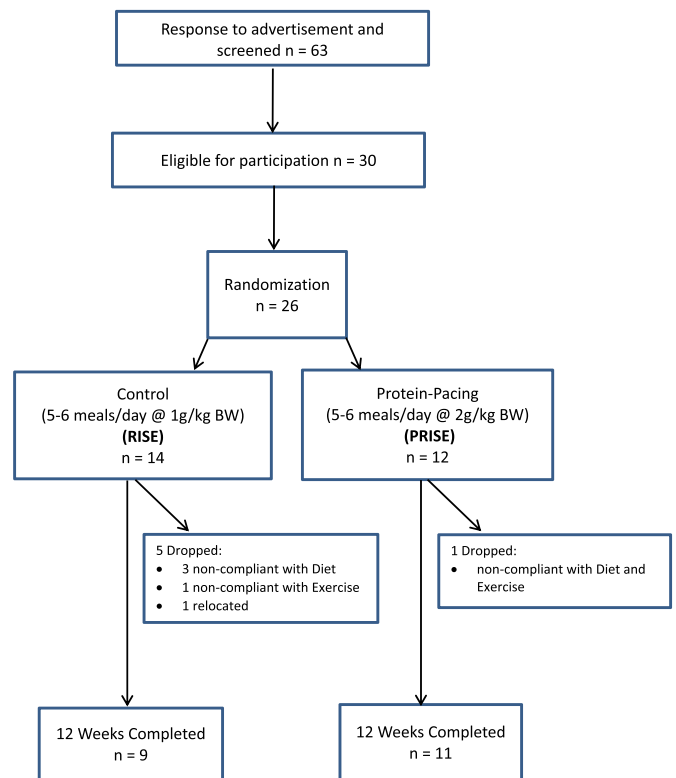 Response to advertisement and
screened n = 63
Eligible for participation n = 30
Randomization
n = 26
Control
(5-6 meals/day @ 1g/kg BW)
(RISE)
n = 14
Protein-Pacing
(5-6 meals/day @ 2g/kg BW)
(PRISE)
n = 12
5 Dropped:
• 3 non-compliant with Diet
• 1 non-compliant with Exercise
• 1 relocated
1 Dropped:
• non-compliant with Diet and
Exercise
12 Weeks Completed
n = 9
12 Weeks Completed
n = 11